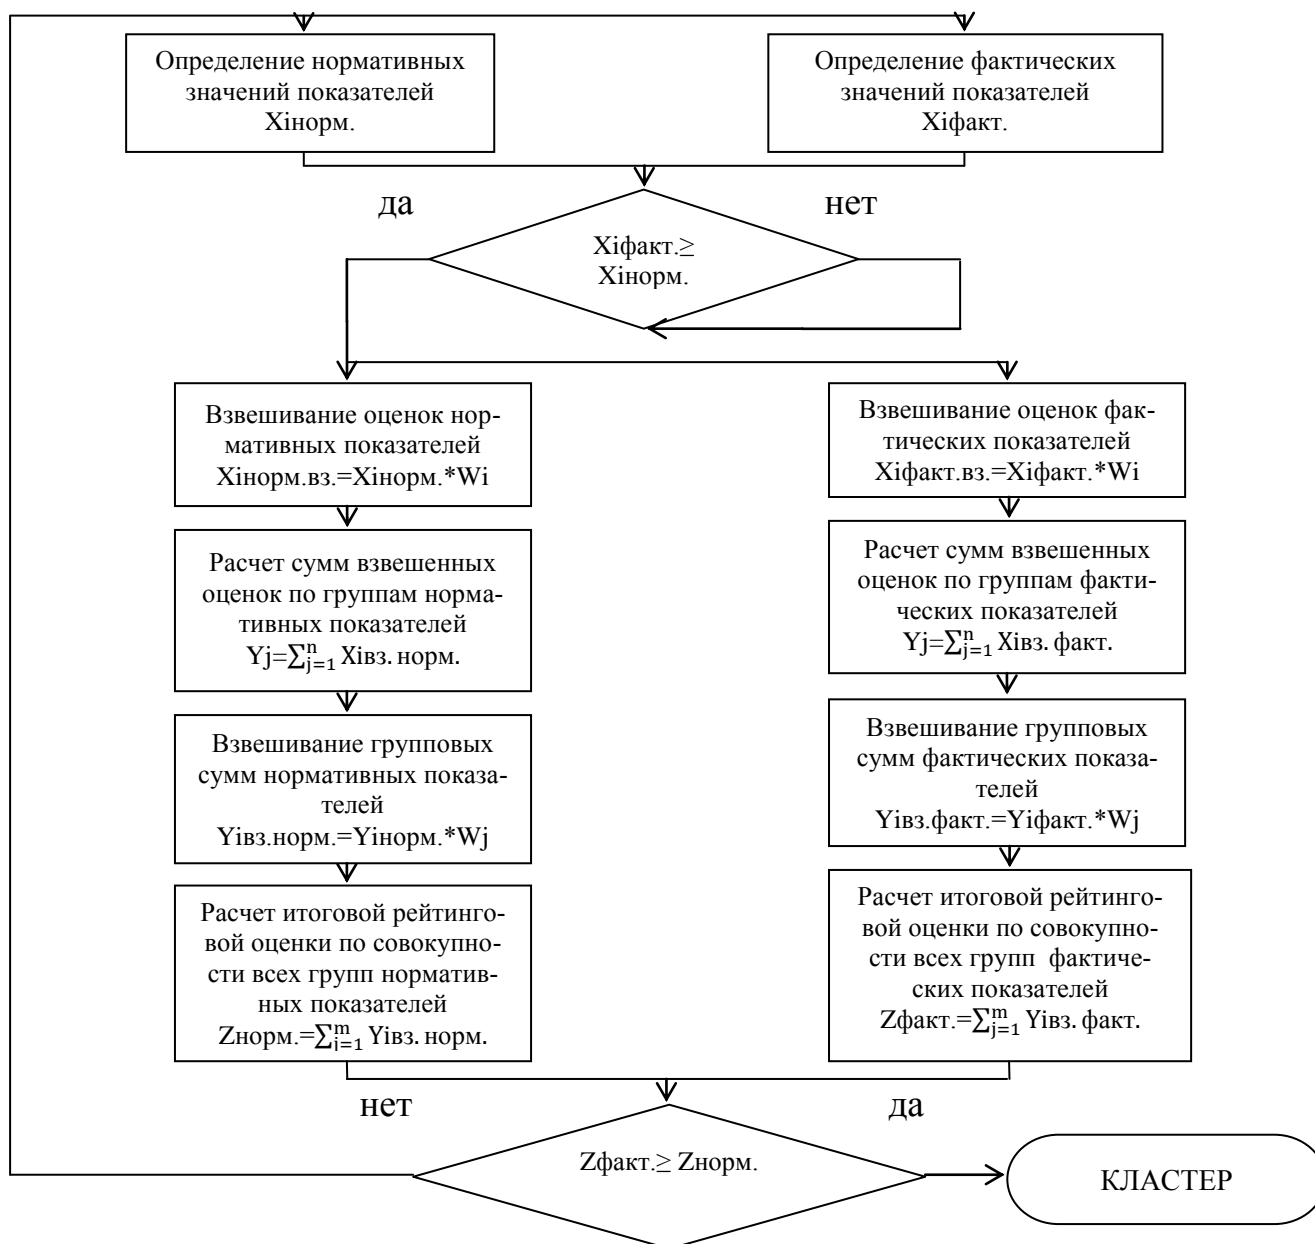 Определение нормативных
значений показателей
Xiнорм.
Определение фактических
значений показателей
Xiфакт.
да
нет
Xiфакт.≥
Xiнорм.
Взвешивание оценок нор-
мативных показателей
Xiнорм.вз.=Xiнорм.*Wi
Взвешивание оценок фак-
тических показателей
Xiфакт.вз.=Xiфакт.*Wi
Расчет сумм взвешенных
оценок по группам норма-
тивных показателей
Yj=∑ⁿⱼ₌₁ Xiвз. норм.
Расчет сумм взвешенных
оценок по группам факти-
ческих показателей
Yj=∑ⁿⱼ₌₁ Xiвз. факт.
Взвешивание групповых
сумм нормативных показа-
телей
Yiвз.норм.=Yiнорм.*Wj
Взвешивание групповых
сумм фактических показа-
телей
Yiвз.факт.=Yiфакт.*Wj
Расчет итоговой рейтинго-
вой оценки по совокупно-
сти всех групп норматив-
ных показателей
Zнорм.=∑ᵐⱼ₌₁ Yiвз. норм.
Расчет итоговой рейтинго-
вой оценки по совокупно-
сти всех групп фактиче-
ских показателей
Zфакт.=∑ᵐⱼ₌₁ Yiвз. факт.
нет
да
Zфакт.≥ Zнорм.
КЛАСТЕР